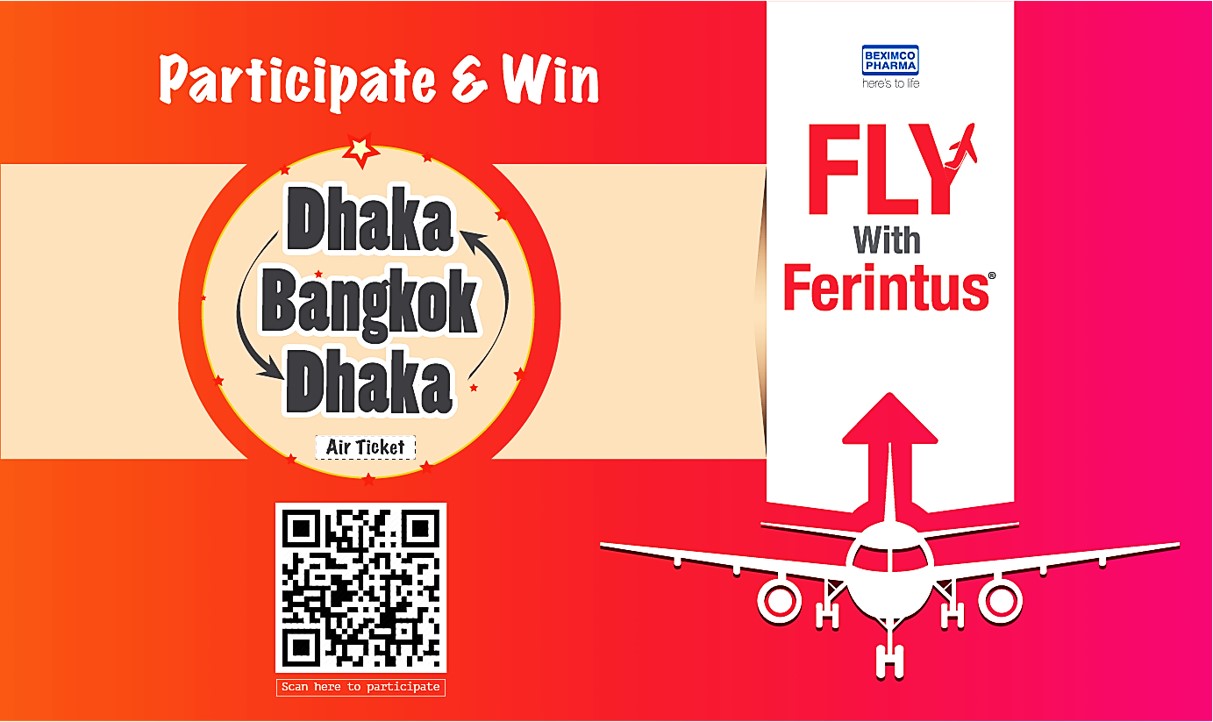 Participate & Win
Dhaka
Bangkok
Dhaka
Air Ticket
Scan here to participate
BEXIMCO
PHARMA
here's to life
FLY
With
Ferintus®